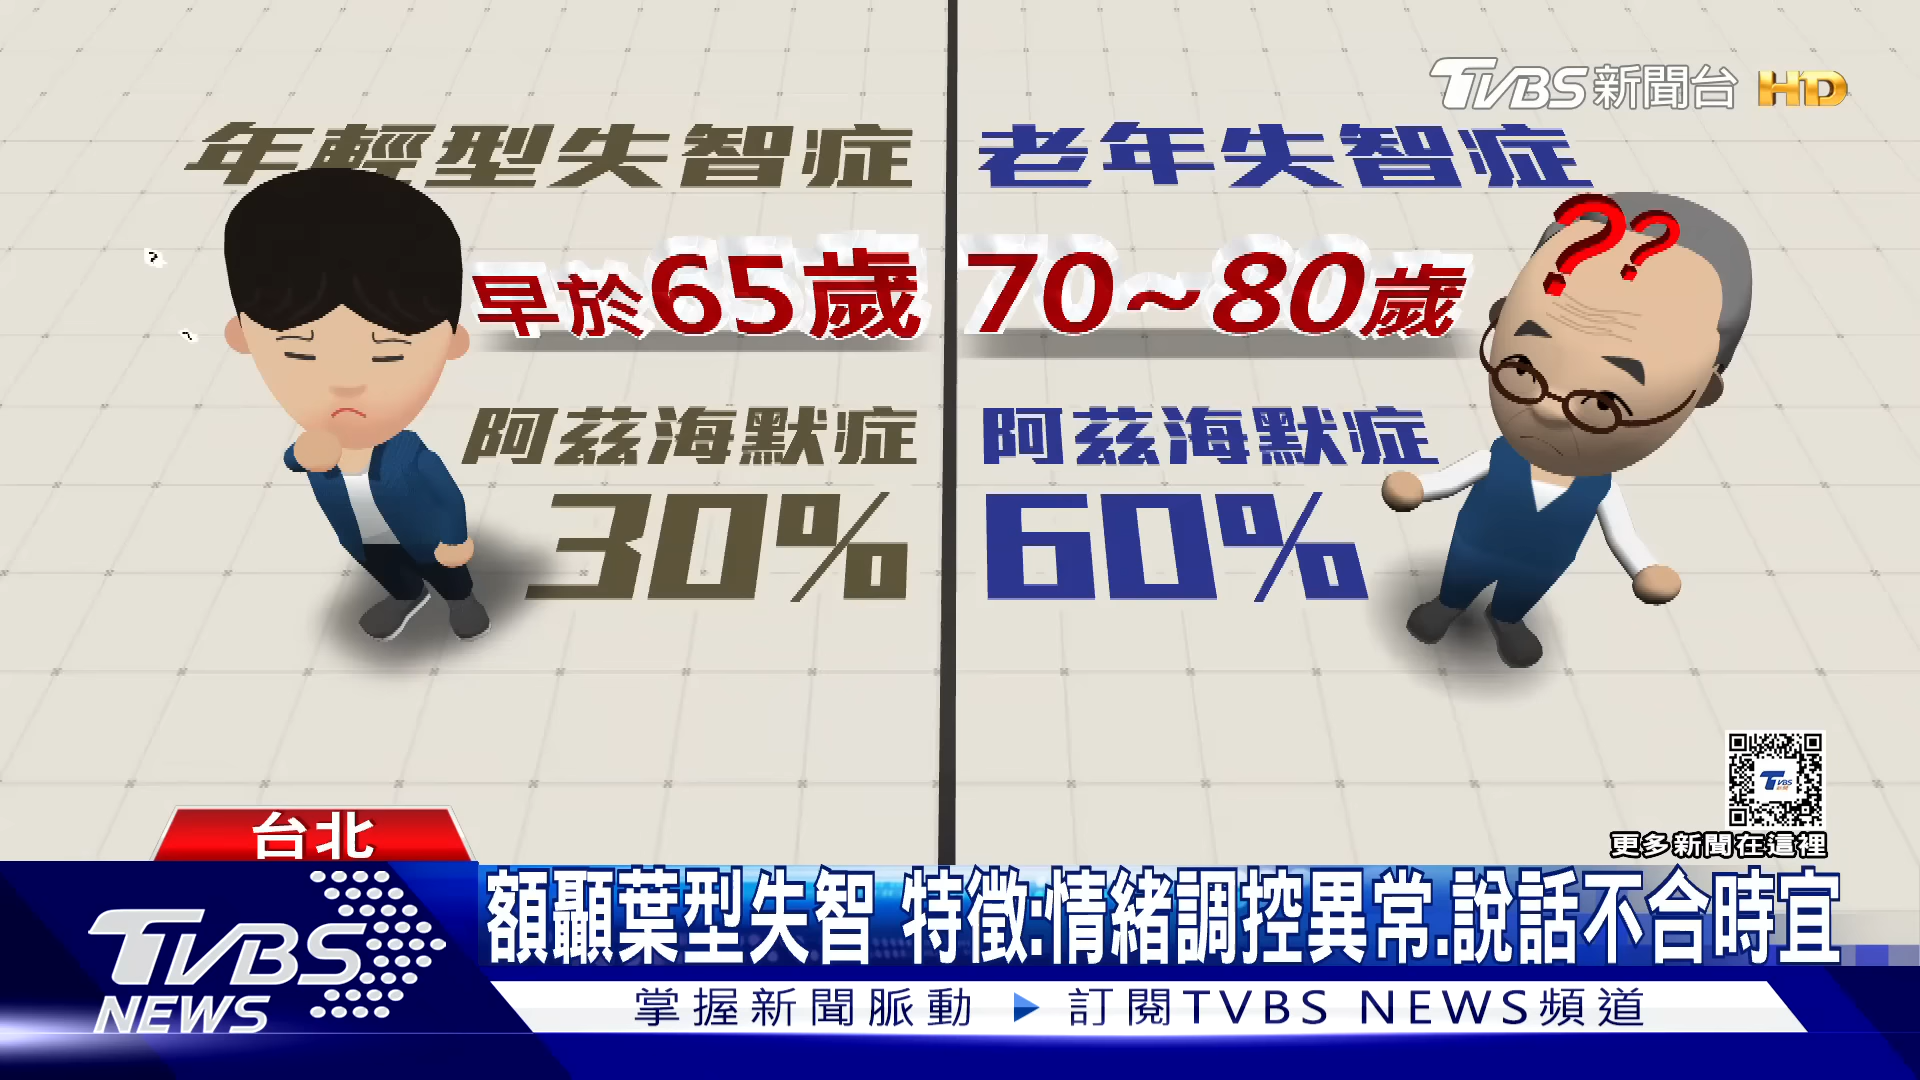 TVBS新聞台 HD
年輕型失智症
早於65歲
阿茲海默症
30%
老年失智症
70~80歲
阿茲海默症
60%
??
TVBS
新聞
更多新聞在這裡
台北
額顳葉型失智 特徵:情緒調控異常.說話不合時宜
TVBS
NEWS
掌握新聞脈動 ▶ 訂閱TVBS NEWS頻道